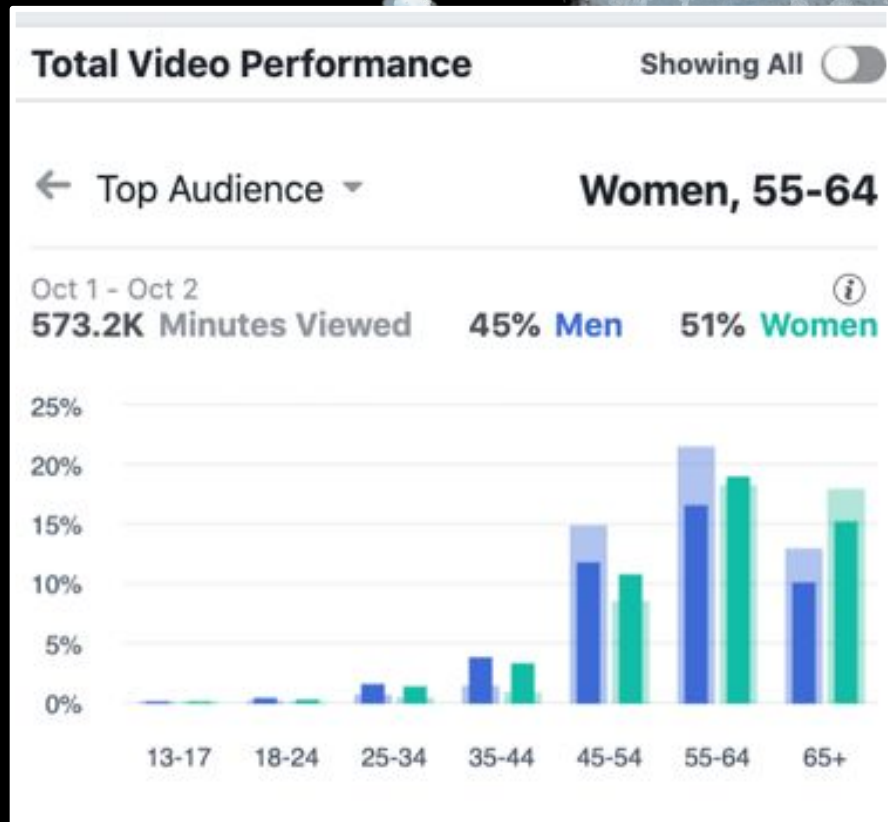 Total Video Performance Showing All
Top Audience Women, 55-64
Oct 1 - Oct 2
573.2K Minutes Viewed 45% Men 51% Women
25%
20%
15%
10%
5%
0%
13-17 18-24 25-34 35-44 45-54 55-64 65+